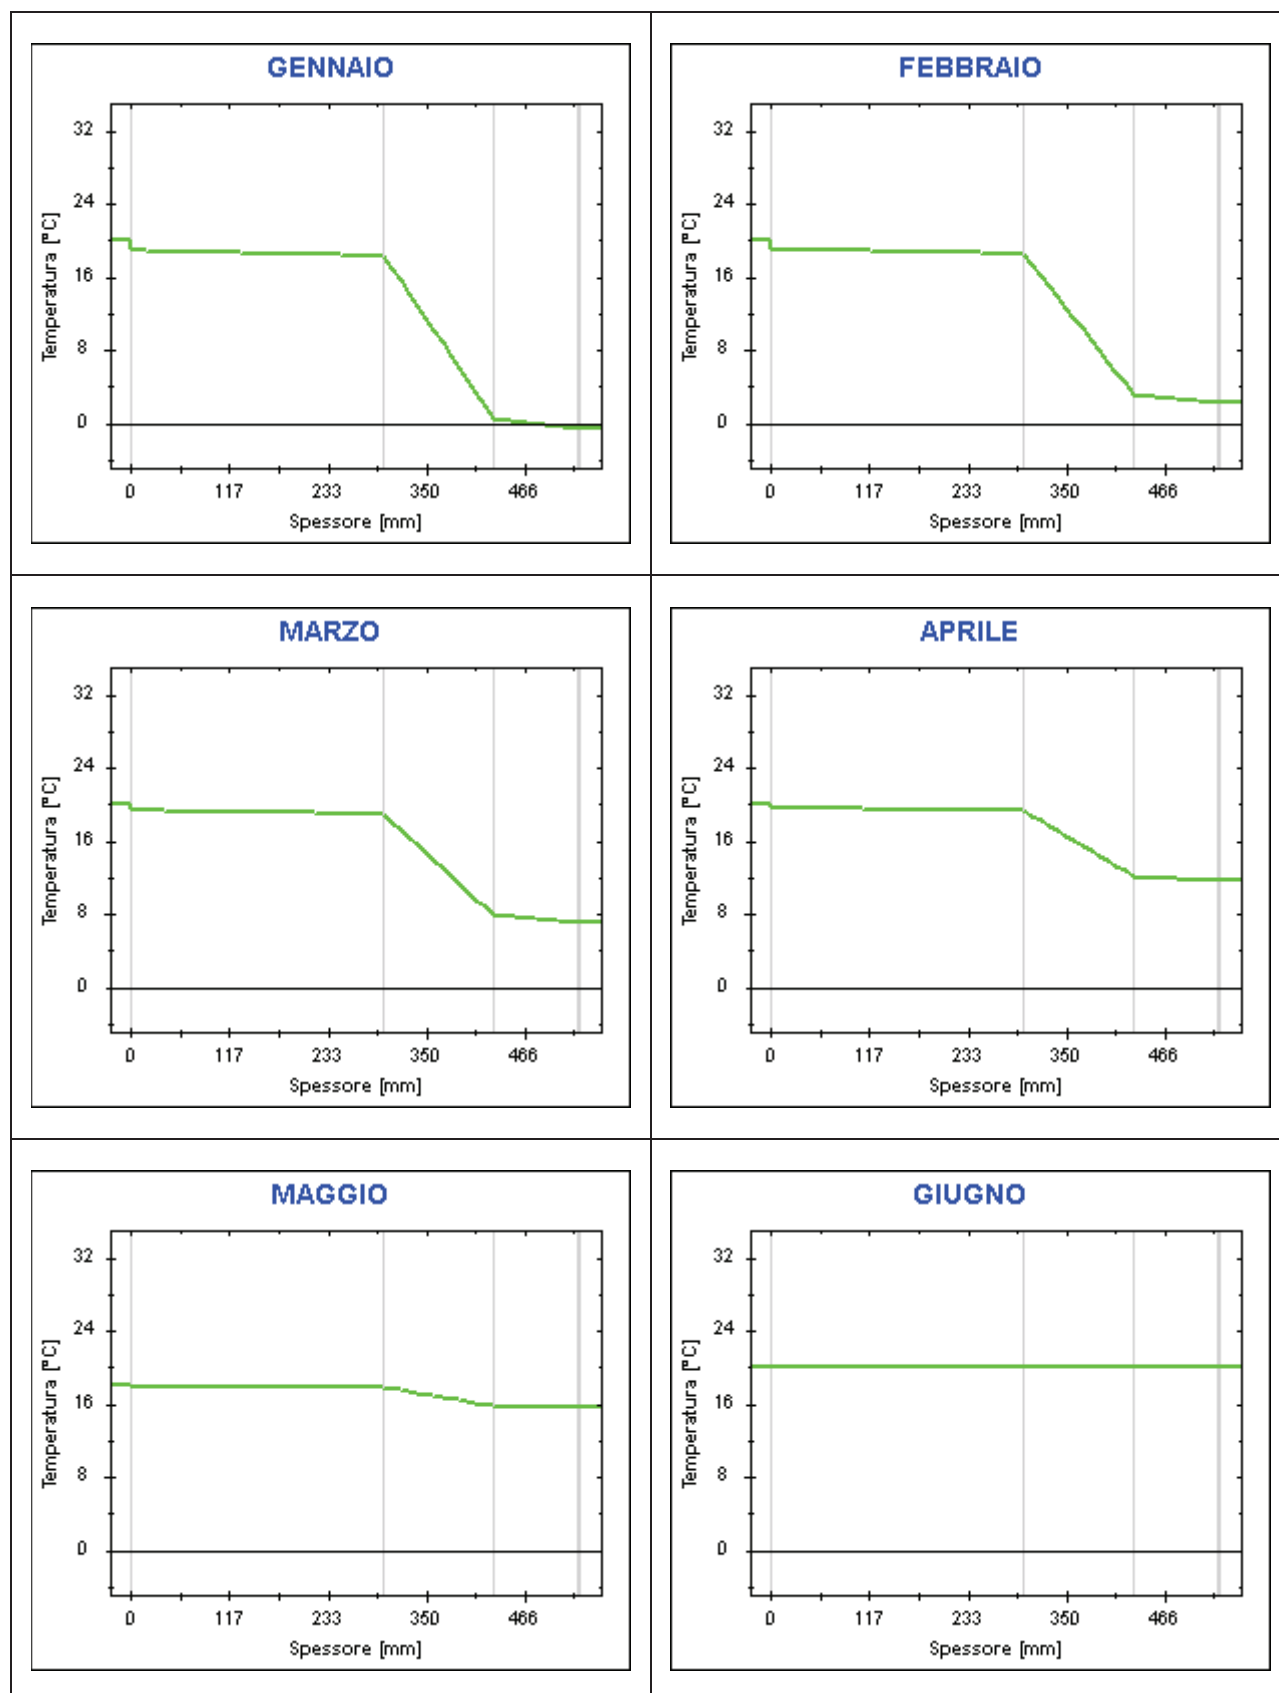 GENNAIO
32
24
16
8
0
Temperatura [°C]
0 117 233 350 466
Spessore [mm]
FEBBRAIO
32
24
16
8
0
Temperatura [°C]
0 117 233 350 466
Spessore [mm]
MARZO
32
24
16
8
0
Temperatura [°C]
0 117 233 350 466
Spessore [mm]
APRILE
32
24
16
8
0
Temperatura [°C]
0 117 233 350 466
Spessore [mm]
MAGGIO
32
24
16
8
0
Temperatura [°C]
0 117 233 350 466
Spessore [mm]
GIUGNO
32
24
16
8
0
Temperatura [°C]
0 117 233 350 466
Spessore [mm]